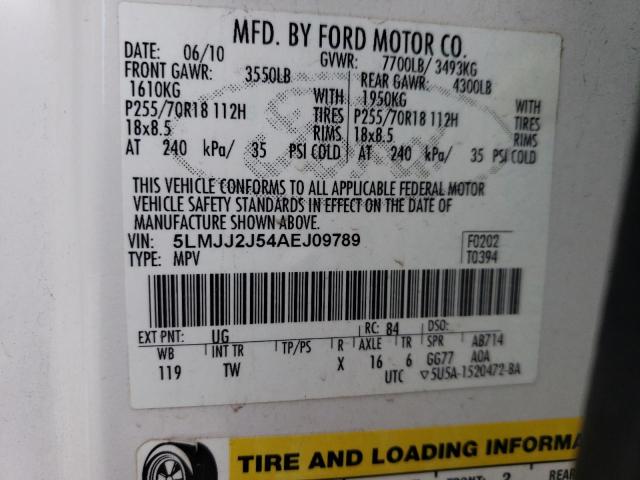 MFD. BY FORD MOTOR CO.
DATE: 06/10 GVWR: 7700LB/ 3493KG
FRONT GAWR: 3550LB REAR GAWR: 4300LB
1610KG WITH 1950KG WITH
P255/70R18 112H TIRES P255/70R18 112H TIRES
18x8.5 RIMS 18x8.5 RIMS
AT 240 kPa/ 35 PSI COLD AT 240 kPa/ 35 PSI COLD
THIS VEHICLE CONFORMS TO ALL APPLICABLE FEDERAL MOTOR
VEHICLE SAFETY STANDARDS IN EFFECT ON THE DATE OF
MANUFACTURE SHOWN ABOVE.
VIN: 5LMJJ2J54AEJ09789 F0202
TYPE: MPV T0394
EXT PNT: UG RC: 84 DSO:
WB INT TR TP/PS R AXLE TR SPR AB714
119 TW X 16 6 GG77 A0A
UTC ▽5USA-1520472-BA
TIRE AND LOADING INFORMA
FRONT: 2 REAR